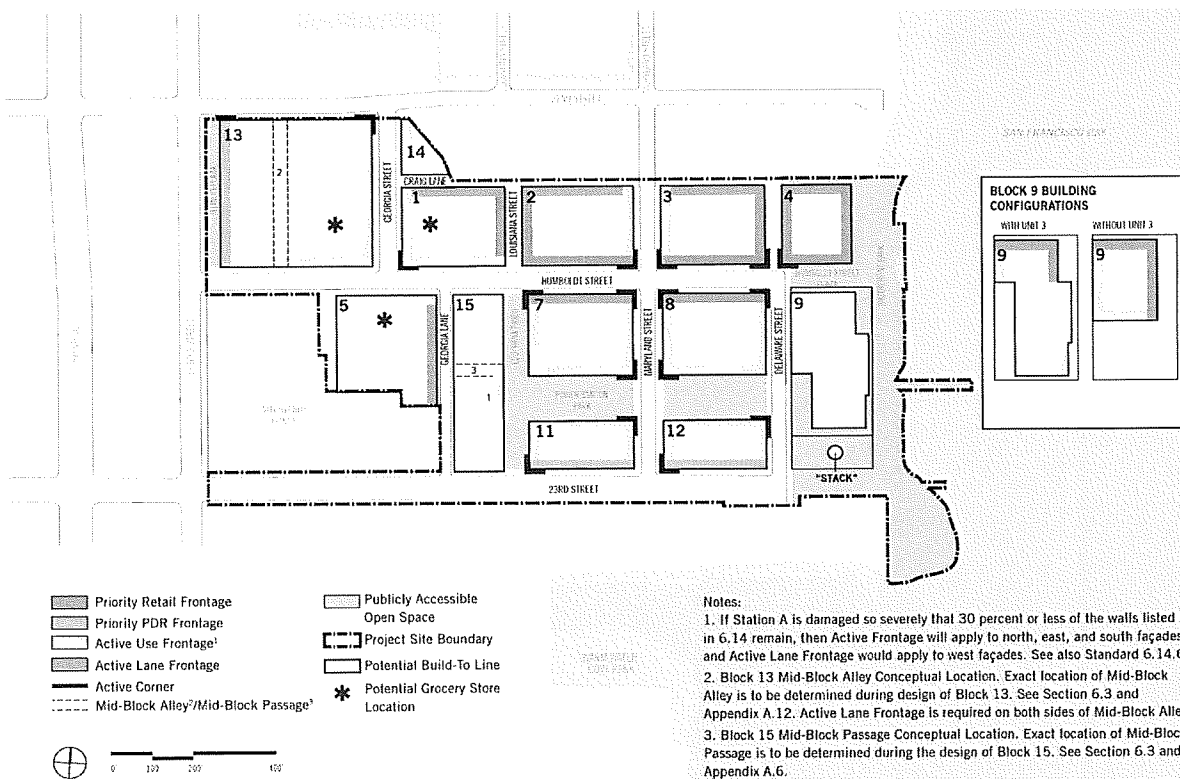 SAN FRANCISCO BAY
13
14
CRAIG LANE
GEORGIA STREET
2
1
LOUISIANA STREET
2
3
4
BLOCK 9 BUILDING
CONFIGURATIONS
WITH UNIT 3
WITHOUT UNIT 3
9
9
HUMBOLDT STREET
5
GEORGIA LANE
15
7
MARYLAND STREET
8
DELAWARE STREET
9
3
1
11
12
"STACK"
23RD STREET
Priority Retail Frontage
Priority PDR Frontage
Active Use Frontage¹
Active Lane Frontage
Active Corner
Mid-Block Alley²/Mid-Block Passage³
Publicly Accessible
Open Space
Project Site Boundary
Potential Build-To Line
Potential Grocery Store
Location
0 100 200 400'
Notes:
1. If Station A is damaged so severely that 30 percent or less of the walls listed
in 6.14 remain, then Active Frontage will apply to north, east, and south façades
and Active Lane Frontage would apply to west façades. See also Standard 6.14.
2. Block 13 Mid-Block Alley Conceptual Location. Exact location of Mid-Block
Alley is to be determined during design of Block 13. See Section 6.3 and
Appendix A.12. Active Lane Frontage is required on both sides of Mid-Block Alle
3. Block 15 Mid-Block Passage Conceptual Location. Exact location of Mid-Bloc
Passage is to be determined during the design of Block 15. See Section 6.3 and
Appendix A.6.